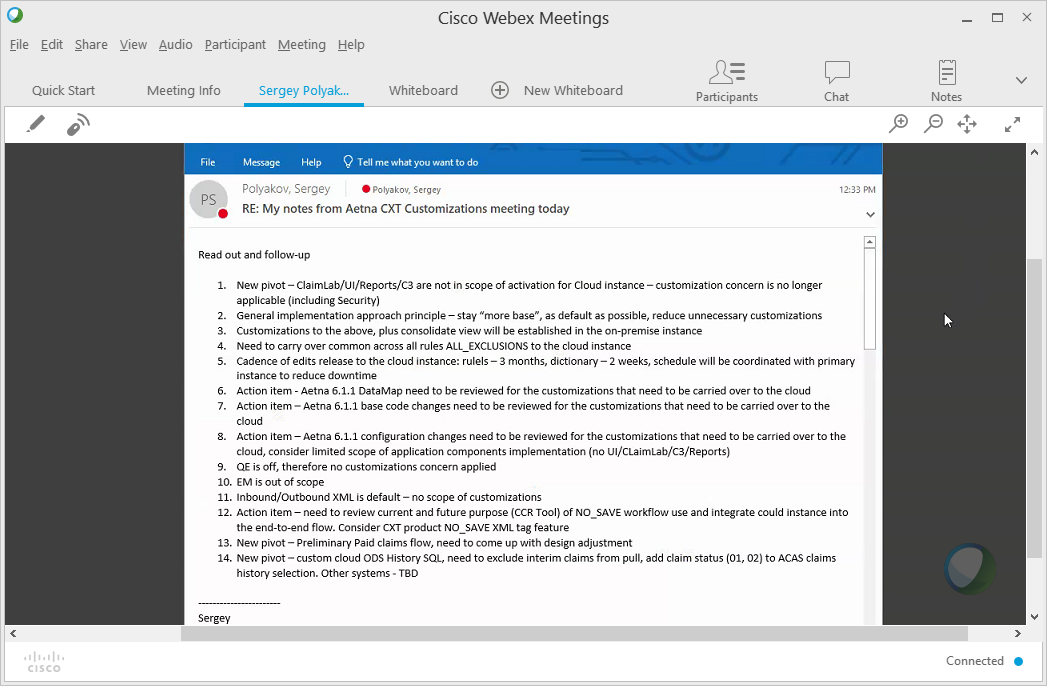 Cisco Webex Meetings
File Edit Share View Audio Participant Meeting Help
Quick Start Meeting Info Sergey Polyak... Whiteboard New Whiteboard Participants Chat Notes
File Message Help Tell me what you want to do
PS Polyakov, Sergey Polyakov, Sergey 12:33 PM
RE: My notes from Aetna CXT Customizations meeting today
Read out and follow-up
1. New pivot – ClaimLab/UI/Reports/C3 are not in scope of activation for Cloud instance – customization concern is no longer
applicable (including Security)
2. General implementation approach principle – stay “more base”, as default as possible, reduce unnecessary customizations
3. Customizations to the above, plus consolidate view will be established in the on-premise instance
4. Need to carry over common across all rules ALL_EXCLUSIONS to the cloud instance
5. Cadence of edits release to the cloud instance: rulels – 3 months, dictionary – 2 weeks, schedule will be coordinated with primary
instance to reduce downtime
6. Action item - Aetna 6.1.1 DataMap need to be reviewed for the customizations that need to be carried over to the cloud
7. Action item – Aetna 6.1.1 base code changes need to be reviewed for the customizations that need to be carried over to the
cloud
8. Action item – Aetna 6.1.1 configuration changes need to be reviewed for the customizations that need to be carried over to the
cloud, consider limited scope of application components implementation (no UI/CLaimLab/C3/Reports)
9. QE is off, therefore no customizations concern applied
10. EM is out of scope
11. Inbound/Outbound XML is default – no scope of customizations
12. Action item – need to review current and future purpose (CCR Tool) of NO_SAVE workflow use and integrate could instance into
the end-to-end flow. Consider CXT product NO_SAVE XML tag feature
13. New pivot – Preliminary Paid claims flow, need to come up with design adjustment
14. New pivot – custom cloud ODS History SQL, need to exclude interim claims from pull, add claim status (01, 02) to ACAS claims
history selection. Other systems - TBD
-----------------------
Sergey
CISCO Connected